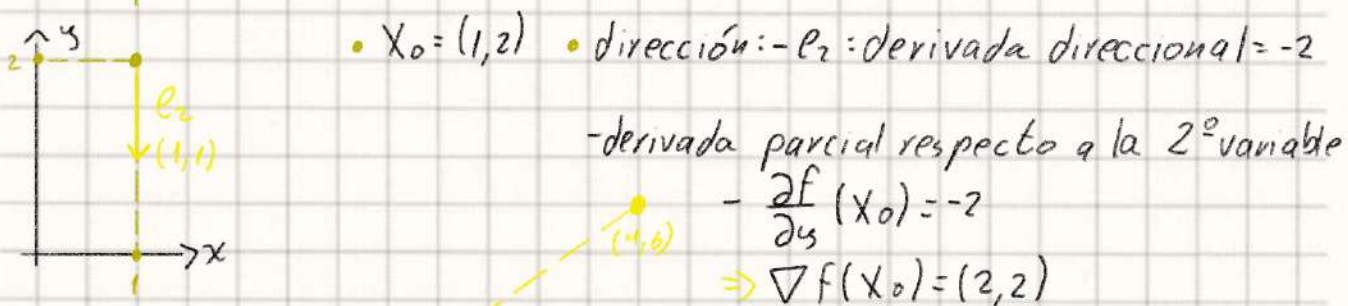 y
2
• X₀ = (1,2) • dirección: -e₂ : derivada direccional = -2
e₂
(1,1)
-derivada parcial respecto a la 2º variable
- ∂f/∂y (X₀) = -2
(4,6)
x
1
⇒ ∇f(X₀) = (2,2)